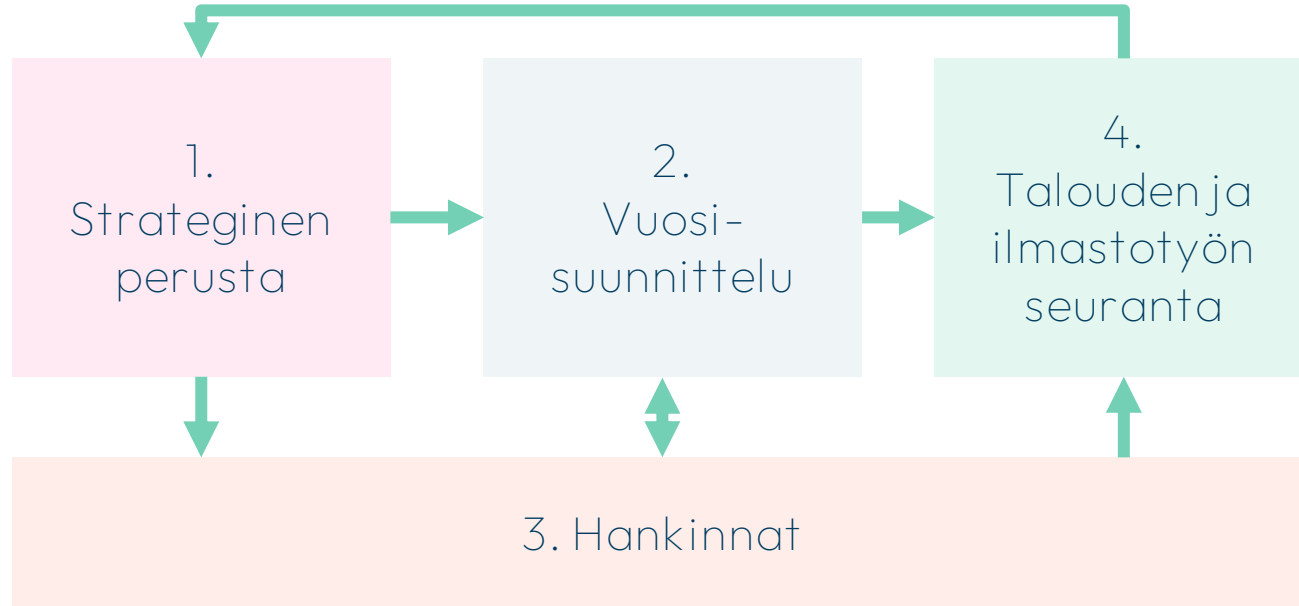 1.
Strateginen
perusta
2.
Vuosi-
suunnittelu
4.
Talouden ja
ilmastotyön
seuranta
3. Hankinnat